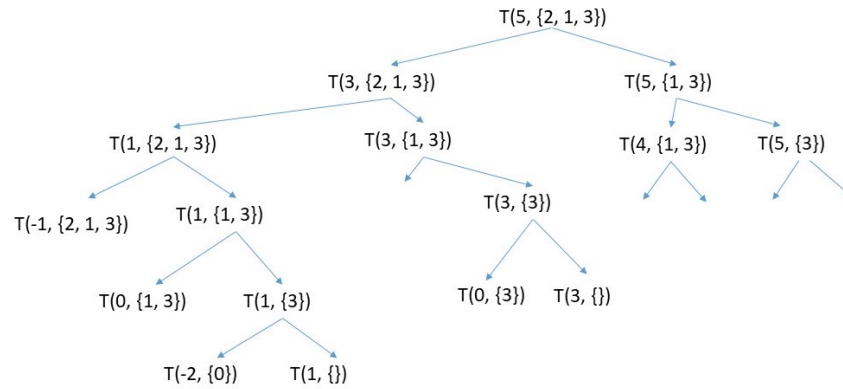 T(5, {2, 1, 3})
T(3, {2, 1, 3})
T(5, {1, 3})
T(1, {2, 1, 3})
T(3, {1, 3})
T(4, {1, 3})
T(5, {3})
T(-1, {2, 1, 3})
T(1, {1, 3})
T(3, {3})
T(0, {1, 3})
T(1, {3})
T(0, {3})
T(3, {})
T(-2, {0})
T(1, {})